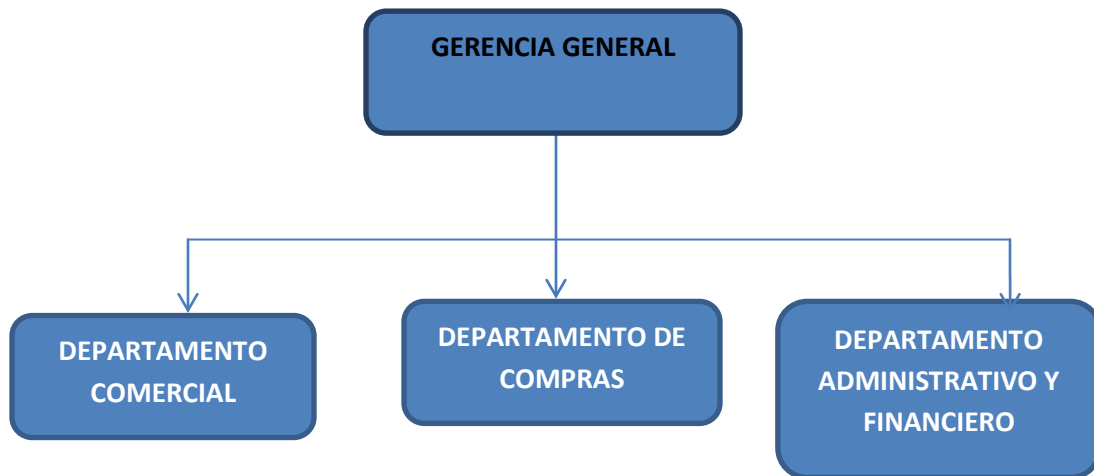 GERENCIA GENERAL
DEPARTAMENTO
COMERCIAL
DEPARTAMENTO DE
COMPRAS
DEPARTAMENTO
ADMINISTRATIVO Y
FINANCIERO